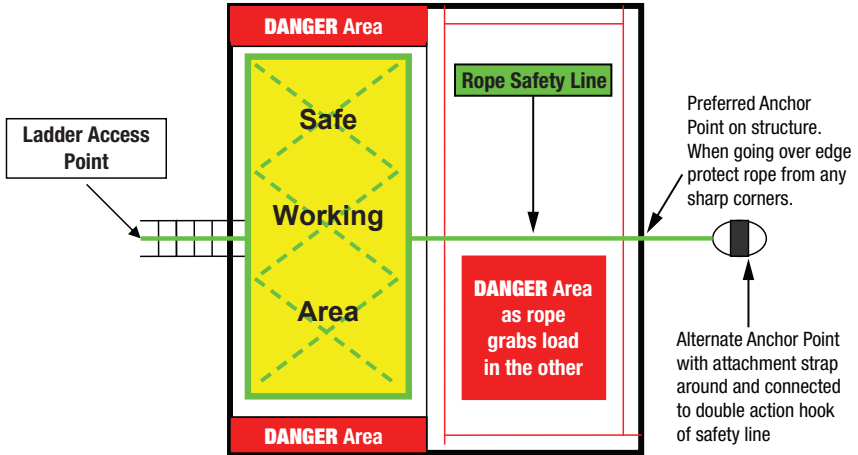 DANGER Area
Rope Safety Line
Ladder Access
Point
Safe
Working
Area
Preferred Anchor
Point on structure.
When going over edge
protect rope from any
sharp corners.
DANGER Area
as rope
grabs load
in the other
Alternate Anchor Point
with attachment strap
around and connected
to double action hook
of safety line
DANGER Area